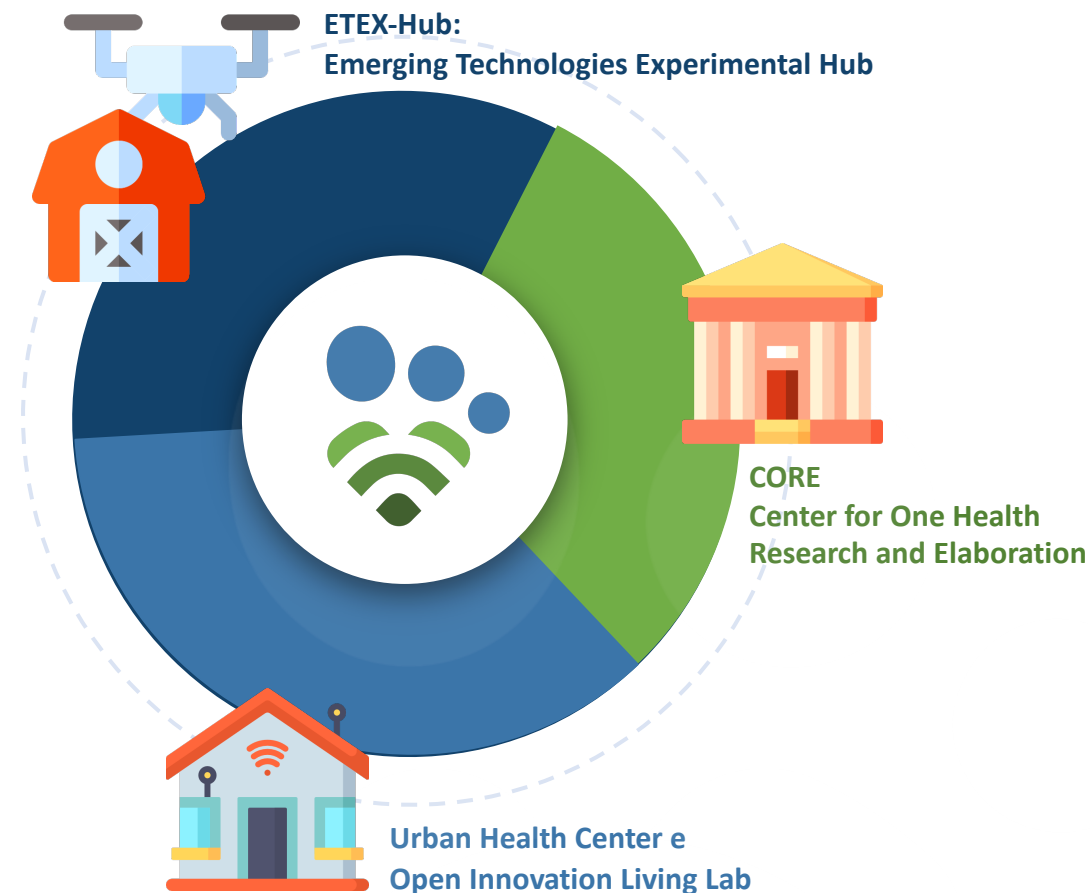 ETEX-Hub:
Emerging Technologies Experimental Hub
CORE
Center for One Health
Research and Elaboration
Urban Health Center e
Open Innovation Living Lab